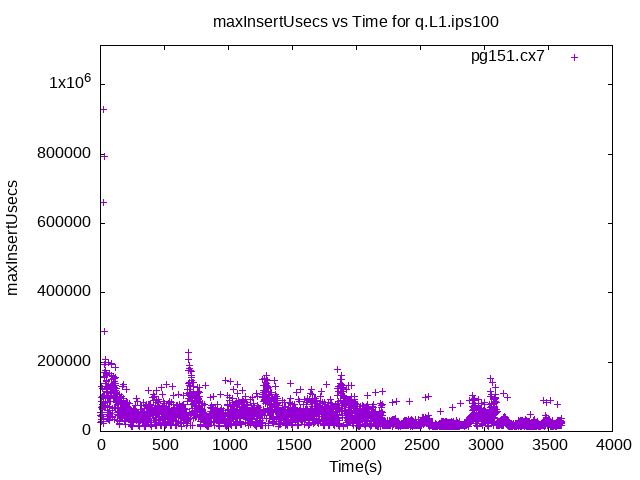 maxInsertUsecs vs Time for q.L1.ips100
pg151.cx7
1x10^6
800000
600000
400000
200000
0
maxInsertUsecs
0 500 1000 1500 2000 2500 3000 3500 4000
Time(s)